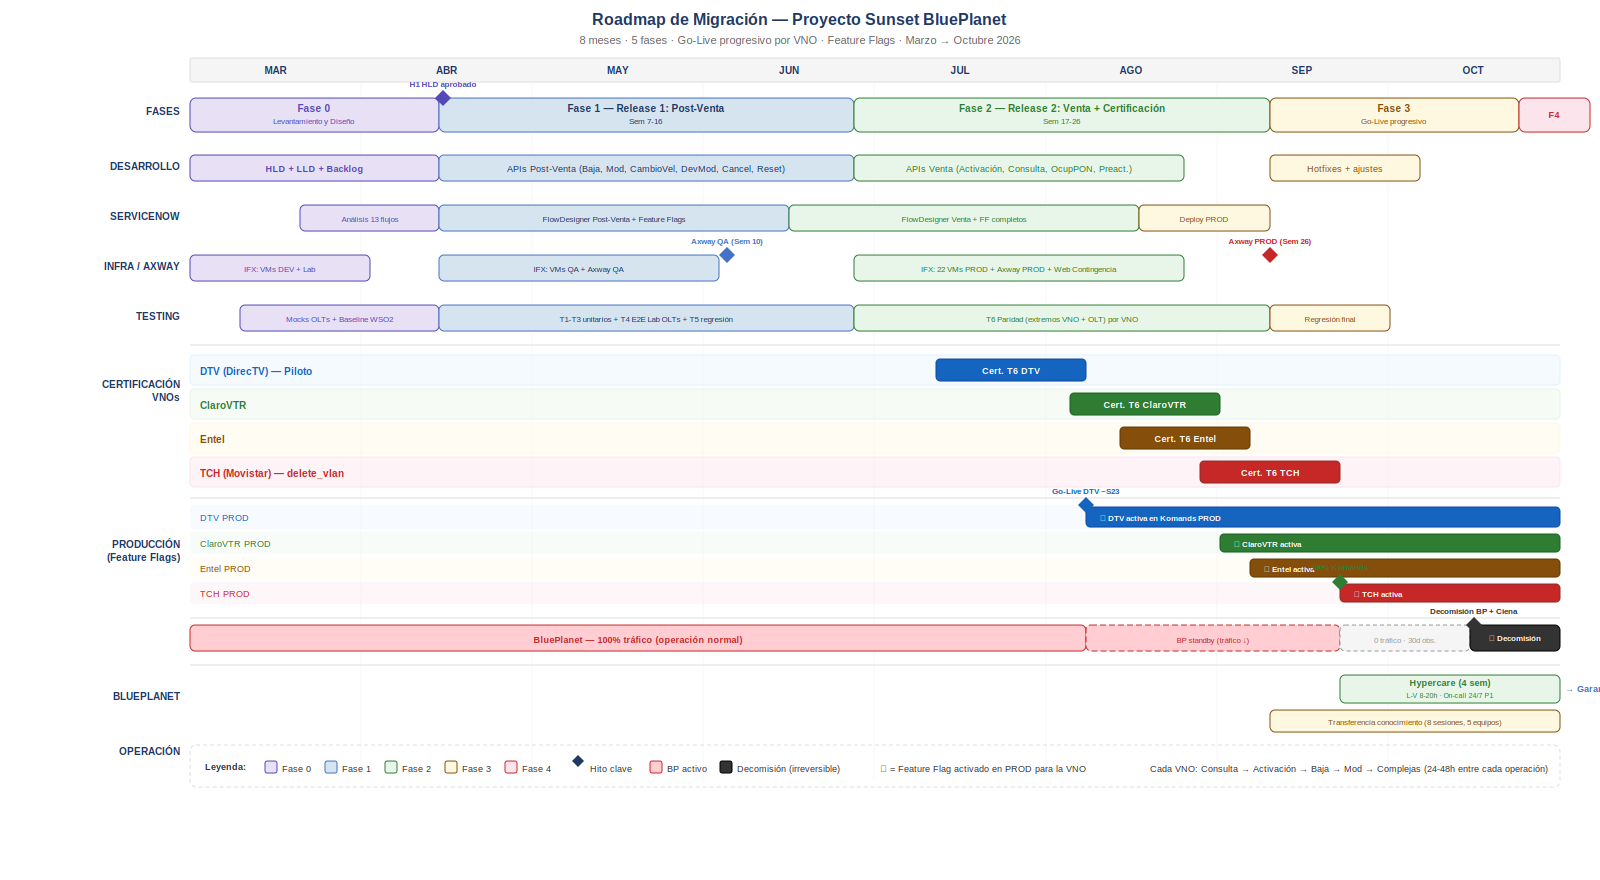 Roadmap de Migración — Proyecto Sunset BluePlanet
8 meses · 5 fases · Go-Live progresivo por VNO · Feature Flags · Marzo → Octubre 2026
MAR
ABR
MAY
JUN
JUL
AGO
SEP
OCT
H1 HLD aprobado
FASES
Fase 0
Levantamiento y Diseño
Fase 1 — Release 1: Post-Venta
Sem 7-16
Fase 2 — Release 2: Venta + Certificación
Sem 17-26
Fase 3
Go-Live progresivo
F4
DESARROLLO
HLD + LLD + Backlog
APIs Post-Venta (Baja, Mod, CambioVel, DevMod, Cancel, Reset)
APIs Venta (Activación, Consulta, OcupPON, Preact.)
Hotfixes + ajustes
SERVICENOW
Análisis 13 flujos
FlowDesigner Post-Venta + Feature Flags
FlowDesigner Venta + FF completos
Deploy PROD
Axway QA (Sem 10)
Axway PROD (Sem 26)
INFRA / AXWAY
IFX: VMs DEV + Lab
IFX: VMs QA + Axway QA
IFX: 22 VMs PROD + Axway PROD + Web Contingencia
TESTING
Mocks OLTs + Baseline WSO2
T1-T3 unitarios + T4 E2E Lab OLTs + T5 regresión
T6 Paridad (extremos VNO + OLT) por VNO
Regresión final
CERTIFICACIÓN
VNOs
DTV (DirecTV) — Piloto
Cert. T6 DTV
ClaroVTR
Cert. T6 ClaroVTR
Entel
Cert. T6 Entel
TCH (Movistar) — delete_vlan
Cert. T6 TCH
Go-Live DTV ~S23
PRODUCCIÓN
(Feature Flags)
DTV PROD
DTV activa en Komands PROD
ClaroVTR PROD
ClaroVTR activa
Entel PROD
Entel activa
TCH PROD
TCH activa
Decomisión BP + Ciena
BluePlanet — 100% tráfico (operación normal)
BP standby (tráfico ↓)
0 tráfico · 30d obs.
Decomisión
BLUEPLANET
Hypercare (4 sem)
L-V 8-20h · On-call 24/7 P1
→ Garan
Transferencia conocimiento (8 sesiones, 5 equipos)
OPERACIÓN
Leyenda:
Fase 0
Fase 1
Fase 2
Fase 3
Fase 4
Hito clave
BP activo
Decomisión (irreversible)
= Feature Flag activado en PROD para la VNO
Cada VNO: Consulta → Activación → Baja → Mod → Complejas (24-48h entre cada operación)